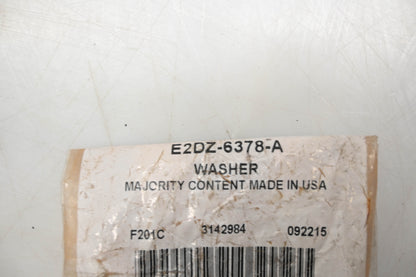 E2DZ-6378-A
WASHER
MAJORITY CONTENT MADE IN USA
F201C 3142984 092215